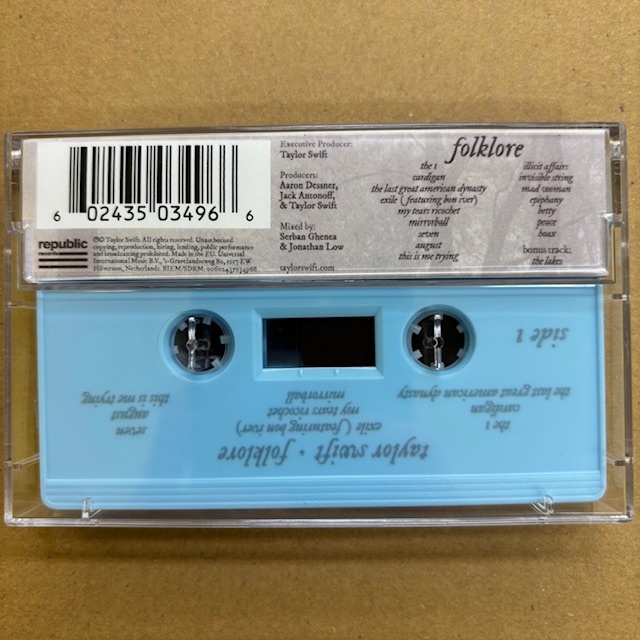 6 02435 03496 6
republic
records
℗© Taylor Swift. All rights reserved. Unauthorised
copying, reproduction, hiring, lending, public performance
and broadcasting prohibited. Made in the EU. Universal
International Music B.V., 's-Gravelandseweg 80, 1217 EW
Hilversum, Netherlands. BIEM/SDRM. 00602435034966
Executive Producer:
Taylor Swift
Producers:
Aaron Dessner,
Jack Antonoff,
& Taylor Swift
Mixed by:
Serban Ghenea
& Jonathan Low
taylorswift.com
folklore
the 1
cardigan
the last great american dynasty
exile (featuring bon iver)
my tears ricochet
mirrorball
seven
august
this is me trying
illicit affairs
invisible string
mad woman
epiphany
betty
peace
hoax
bonus track:
the lakes
taylor swift • folklore
the 1
cardigan
the last great american dynasty
exile (featuring bon iver)
my tears ricochet
mirrorball
seven
august
this is me trying
side 1